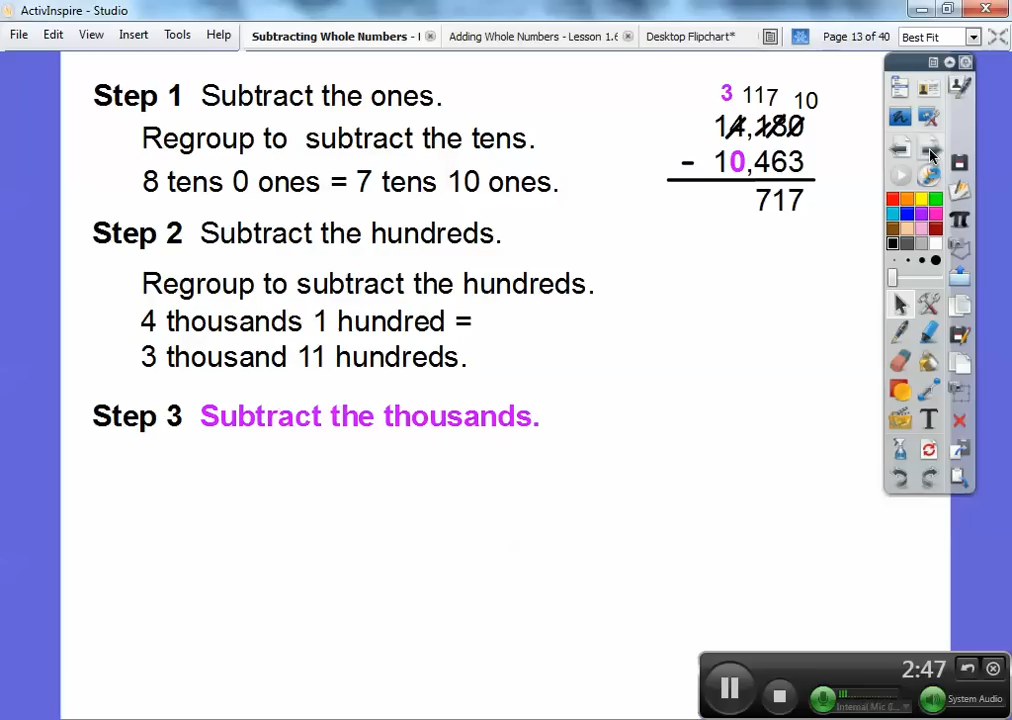 ActivInspire - Studio
File Edit View Insert Tools Help
Subtracting Whole Numbers - I
Adding Whole Numbers - Lesson 1.6
Desktop Flipchart*
Page 13 of 40
Best Fit
Step 1 Subtract the ones.
Regroup to subtract the tens.
8 tens 0 ones = 7 tens 10 ones.
Step 2 Subtract the hundreds.
Regroup to subtract the hundreds.
4 thousands 1 hundred =
3 thousand 11 hundreds.
Step 3 Subtract the thousands.
3 117 10
14,180
- 10,463
717
T
2:47
Internal Mic (I...
System Audio